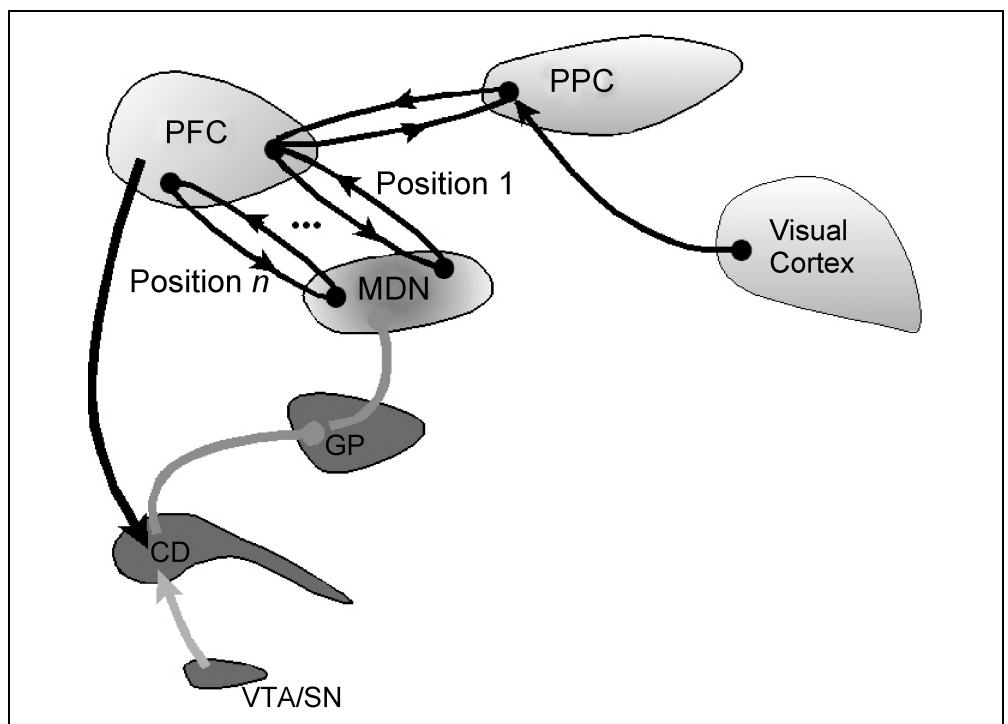 PPC
PFC
Position 1
...
Visual
Cortex
Position n
MDN
GP
CD
VTA/SN